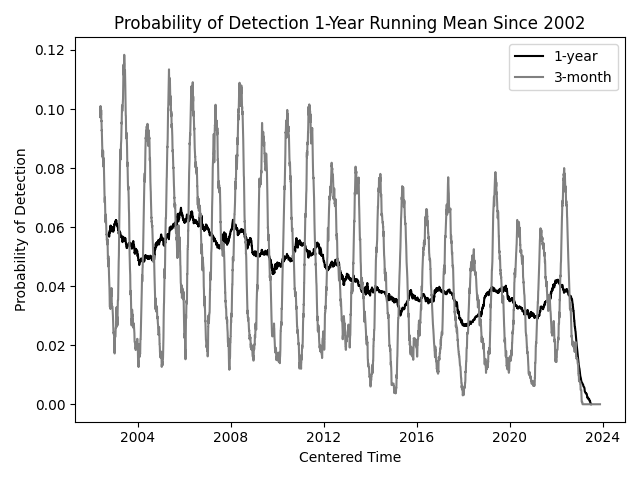 Probability of Detection 1-Year Running Mean Since 2002
1-year
3-month
Probability of Detection
0.12
0.10
0.08
0.06
0.04
0.02
0.00
2004 2008 2012 2016 2020 2024
Centered Time